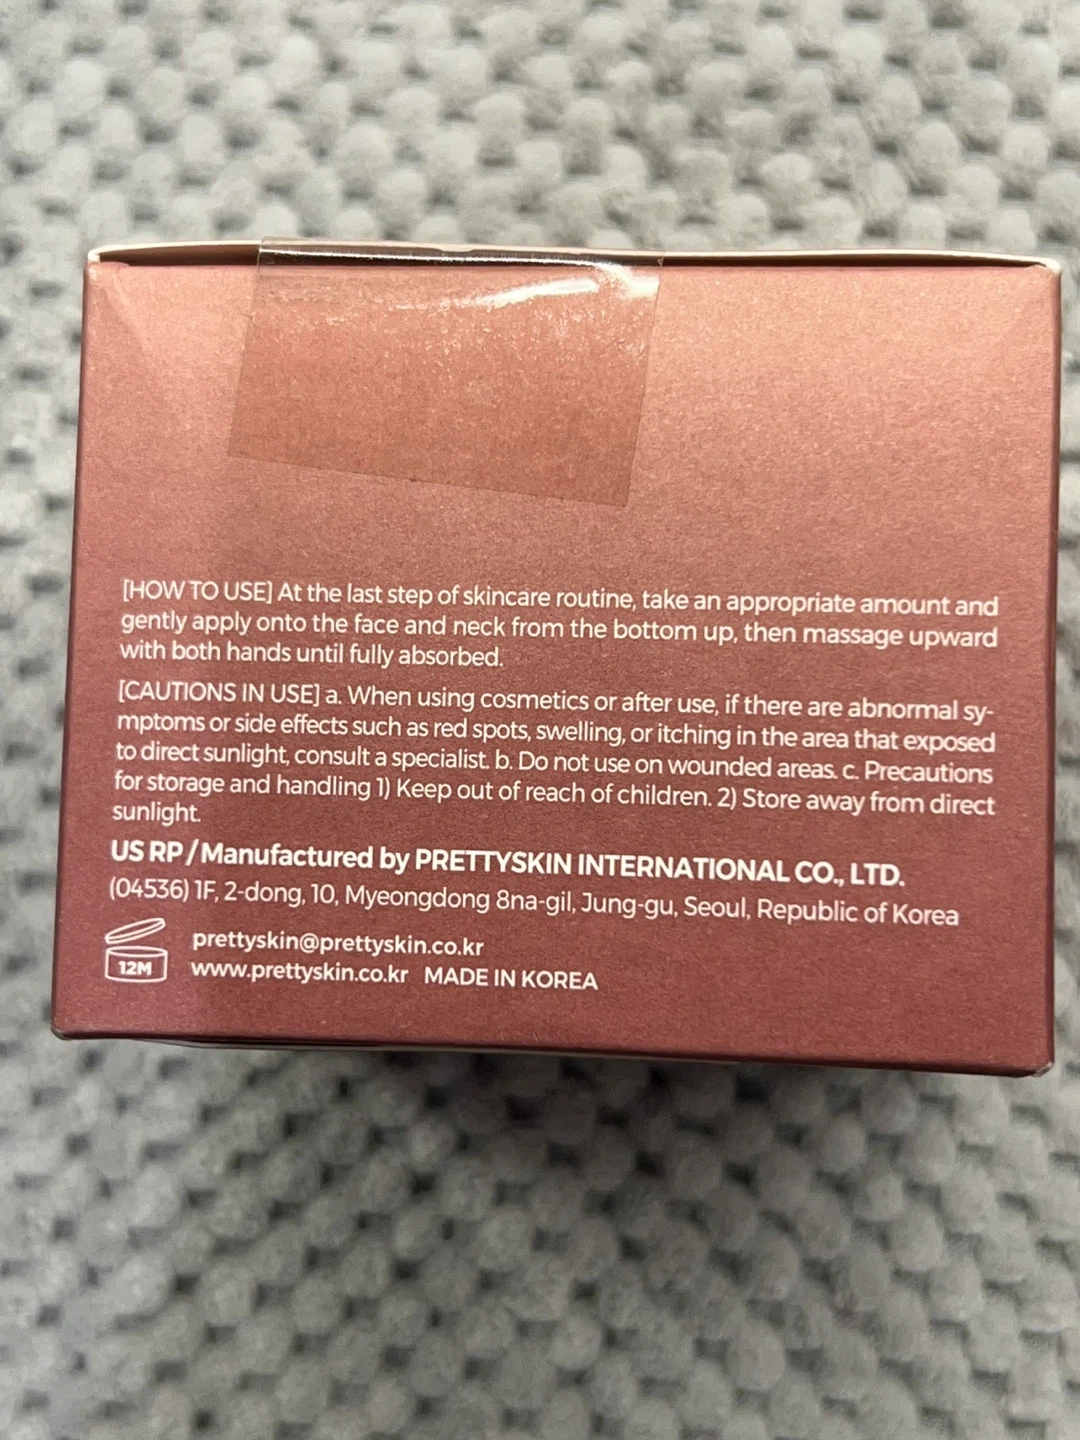 [HOW TO USE] At the last step of skincare routine, take an appropriate amount and
gently apply onto the face and neck from the bottom up, then massage upward
with both hands until fully absorbed.
[CAUTIONS IN USE] a. When using cosmetics or after use, if there are abnormal sy-
mptoms or side effects such as red spots, swelling, or itching in the area that exposed
to direct sunlight, consult a specialist. b. Do not use on wounded areas. c. Precautions
for storage and handling 1) Keep out of reach of children. 2) Store away from direct
sunlight.
US RP / Manufactured by PRETTYSKIN INTERNATIONAL CO., LTD.
(04536) 1F, 2-dong, 10, Myeongdong 8na-gil, Jung-gu, Seoul, Republic of Korea
prettyskin@prettyskin.co.kr
12M
www.prettyskin.co.kr MADE IN KOREA